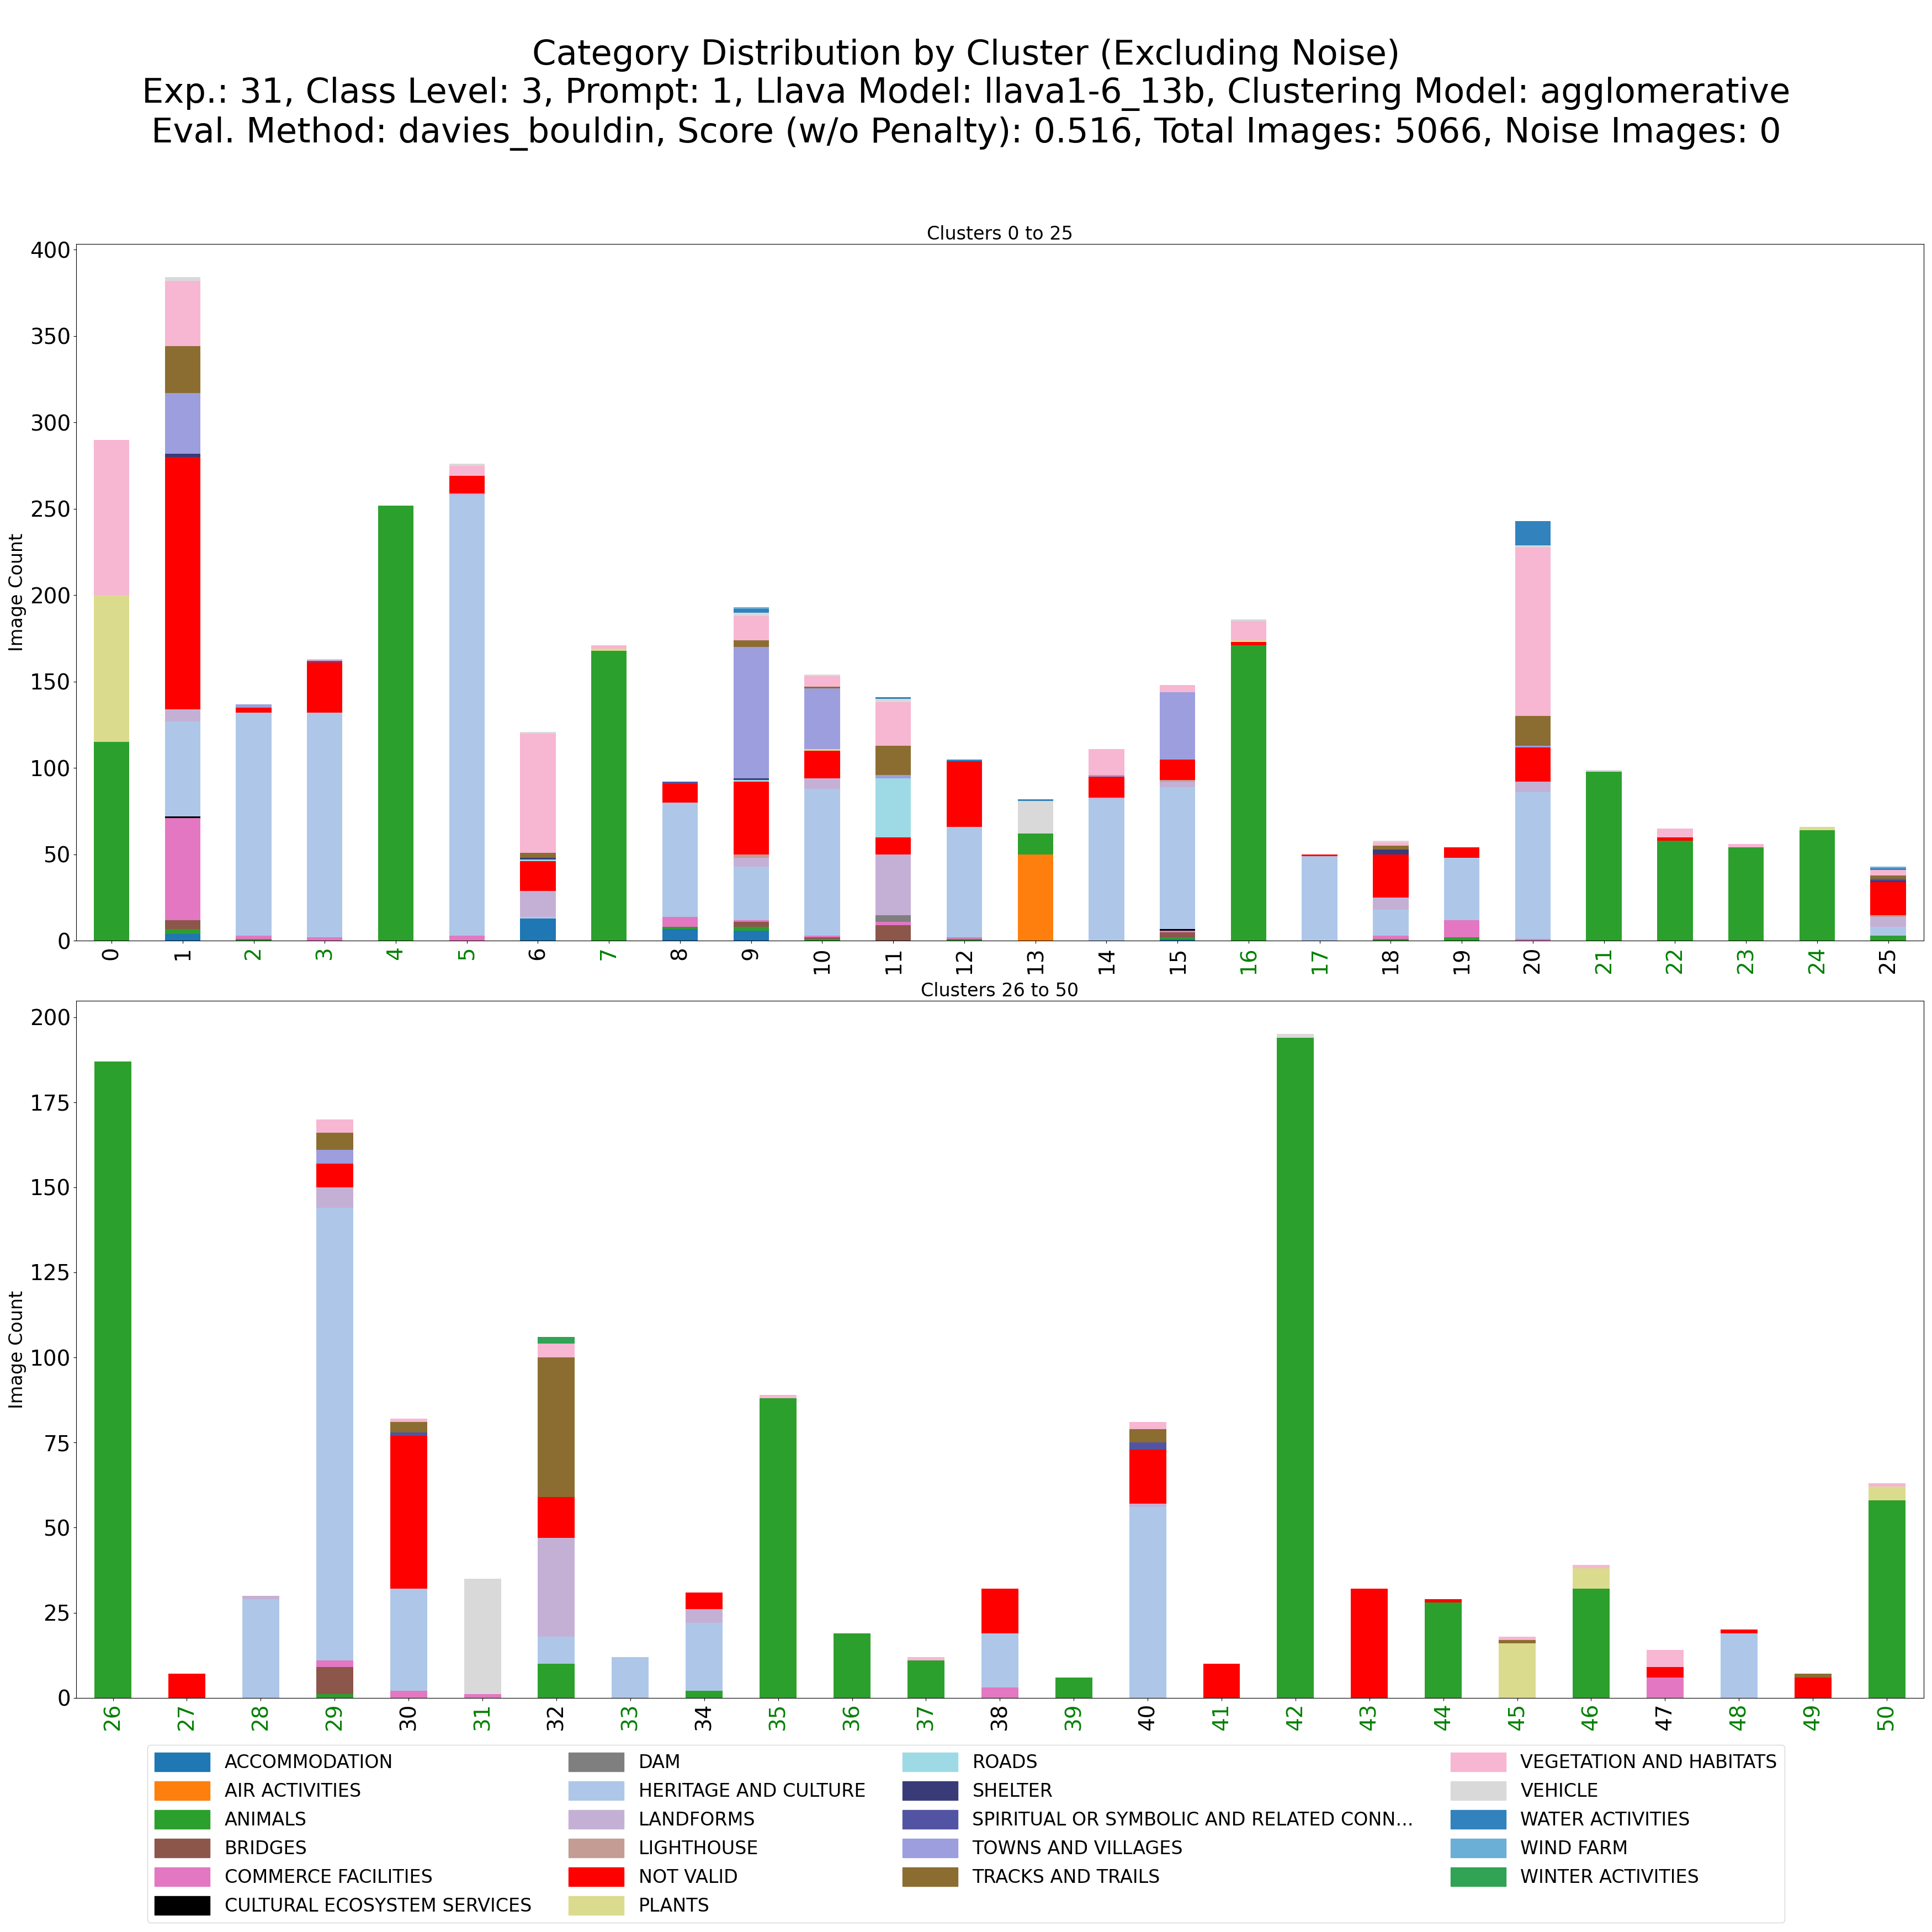 Category Distribution by Cluster (Excluding Noise)
Exp.: 31, Class Level: 3, Prompt: 1, Llava Model: llava1-6_13b, Clustering Model: agglomerative
Eval. Method: davies_bouldin, Score (w/o Penalty): 0.516, Total Images: 5066, Noise Images: 0
Clusters 0 to 25
Image Count
400
350
300
250
200
150
100
50
0
0 1 2 3 4 5 6 7 8 9 10 11 12 13 14 15 16 17 18 19 20 21 22 23 24 25
Clusters 26 to 50
Image Count
200
175
150
125
100
75
50
25
0
26 27 28 29 30 31 32 33 34 35 36 37 38 39 40 41 42 43 44 45 46 47 48 49 50
ACCOMMODATION
AIR ACTIVITIES
ANIMALS
BRIDGES
COMMERCE FACILITIES
CULTURAL ECOSYSTEM SERVICES
DAM
HERITAGE AND CULTURE
LANDFORMS
LIGHTHOUSE
NOT VALID
PLANTS
ROADS
SHELTER
SPIRITUAL OR SYMBOLIC AND RELATED CONN...
TOWNS AND VILLAGES
TRACKS AND TRAILS
VEGETATION AND HABITATS
VEHICLE
WATER ACTIVITIES
WIND FARM
WINTER ACTIVITIES